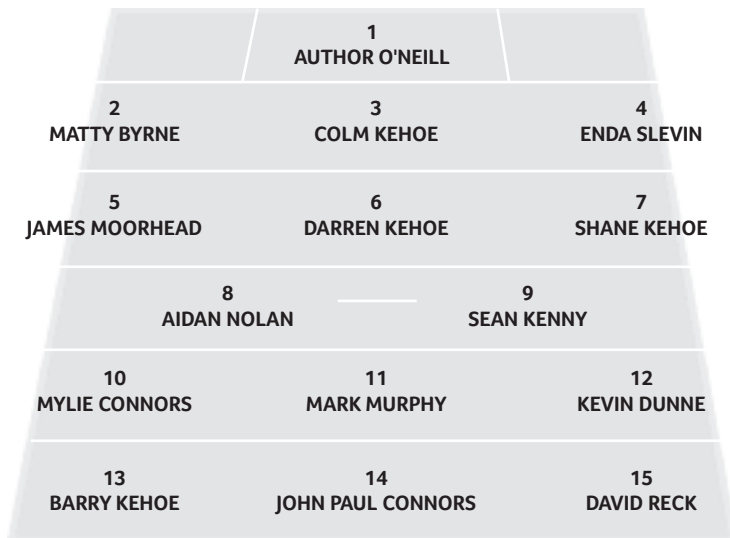 1
AUTHOR O'NEILL
2 3 4
MATTY BYRNE COLM KEHOE ENDA SLEVIN
5 6 7
JAMES MOORHEAD DARREN KEHOE SHANE KEHOE
8 9
AIDAN NOLAN SEAN KENNY
10 11 12
MYLIE CONNORS MARK MURPHY KEVIN DUNNE
13 14 15
BARRY KEHOE JOHN PAUL CONNORS DAVID RECK